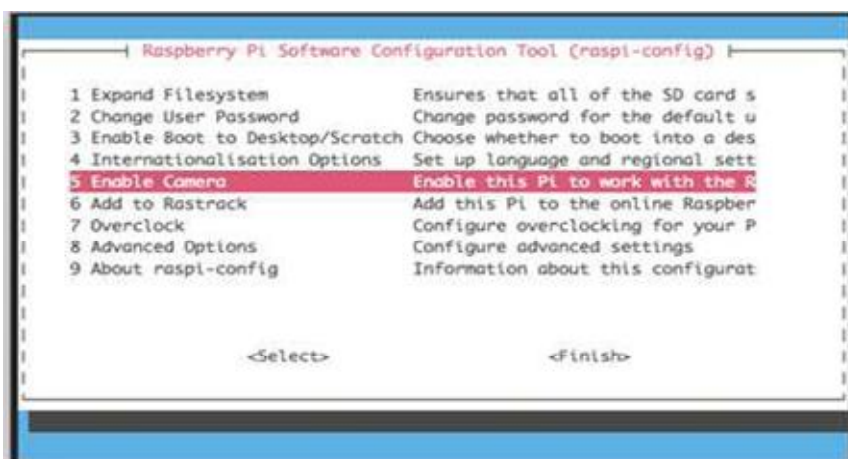 Raspberry Pi Software Configuration Tool (raspi-config)
1 Expand Filesystem Ensures that all of the SD card s
2 Change User Password Change password for the default u
3 Enable Boot to Desktop/Scratch Choose whether to boot into a des
4 Internationalisation Options Set up language and regional sett
5 Enable Camera Enable this Pi to work with the R
6 Add to Rastrack Add this Pi to the online Raspber
7 Overclock Configure overclocking for your P
8 Advanced Options Configure advanced settings
9 About raspi-config Information about this configurat
<Select> <Finish>